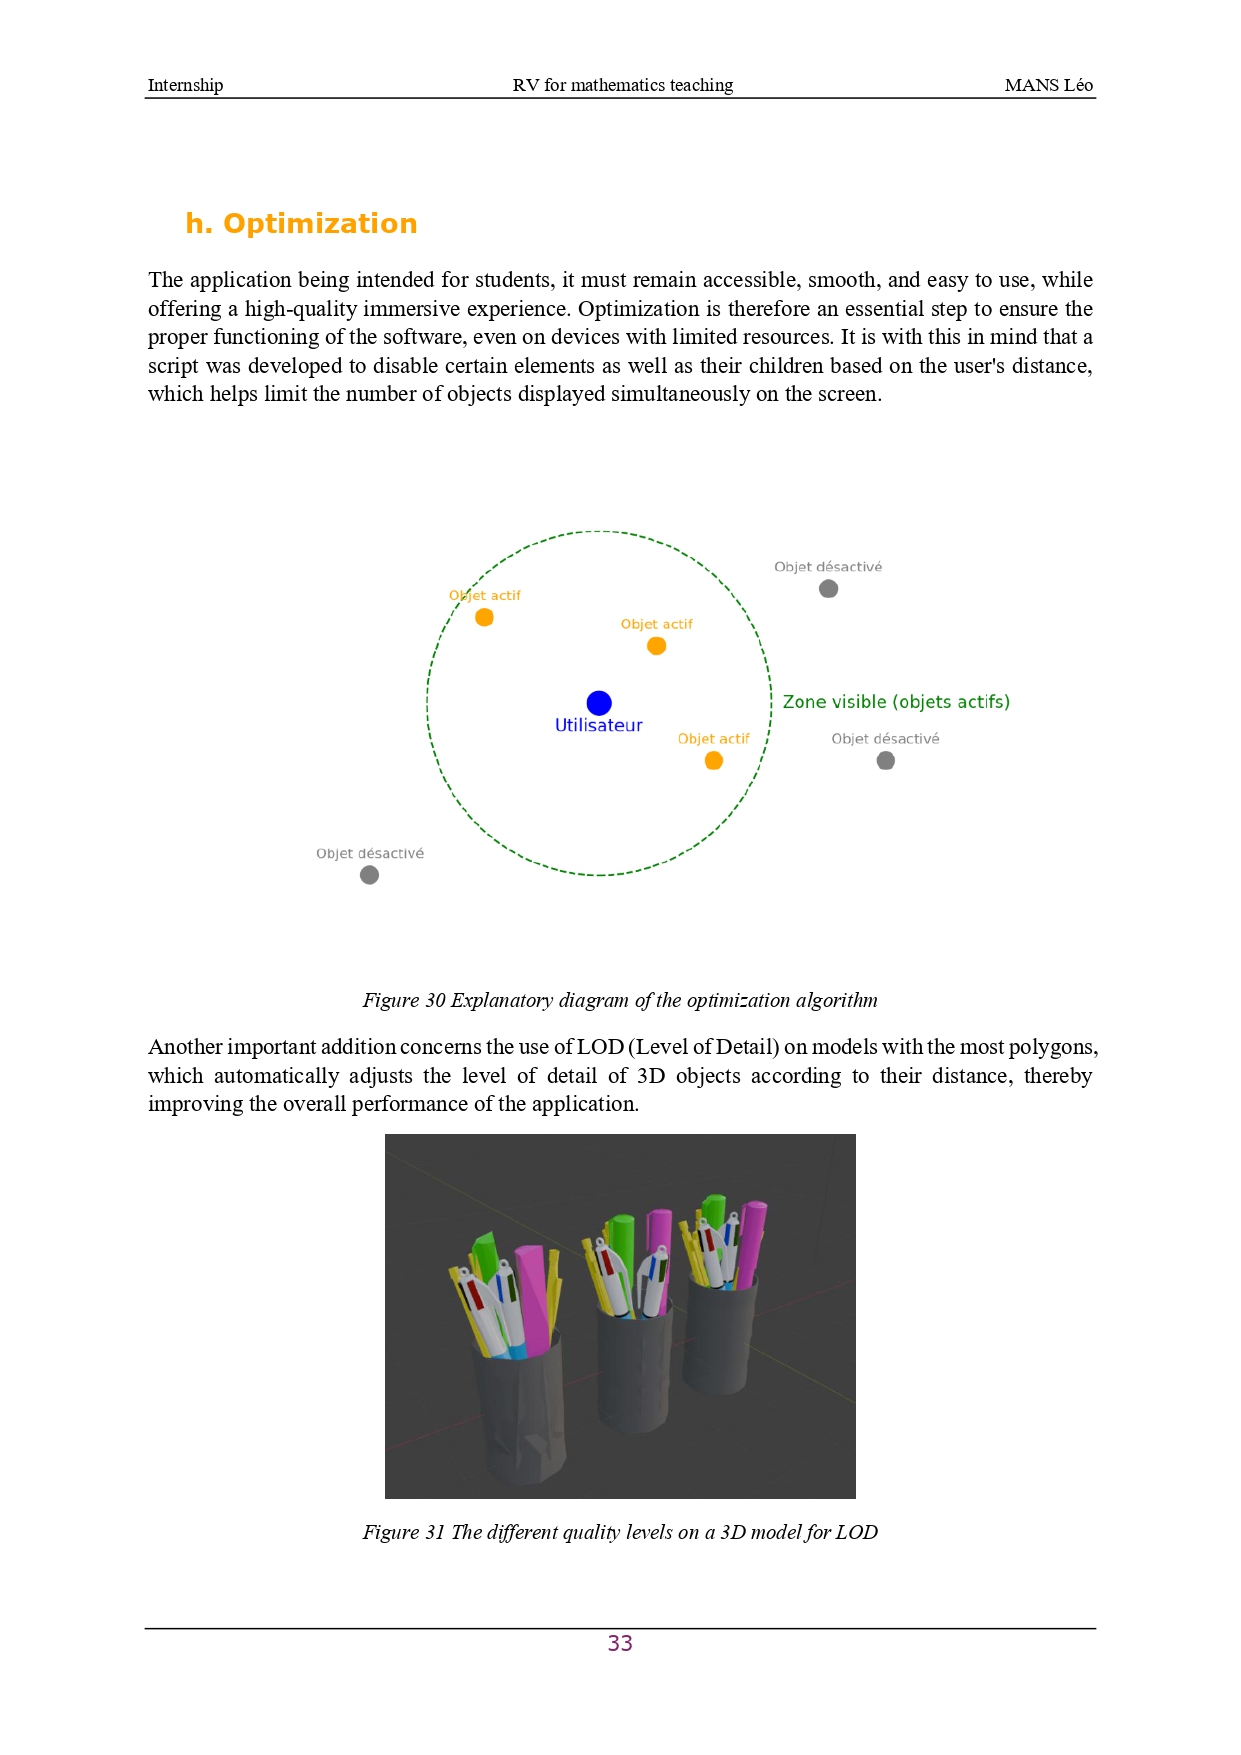 Internship RV for mathematics teaching MANS Léo
h. Optimization
The application being intended for students, it must remain accessible, smooth, and easy to use, while
offering a high-quality immersive experience. Optimization is therefore an essential step to ensure the
proper functioning of the software, even on devices with limited resources. It is with this in mind that a
script was developed to disable certain elements as well as their children based on the user's distance,
which helps limit the number of objects displayed simultaneously on the screen.
Objet désactivé
Objet actif
Objet actif
Zone visible (objets actifs)
Utilisateur
Objet actif
Objet désactivé
Objet désactivé
Figure 30 Explanatory diagram of the optimization algorithm
Another important addition concerns the use of LOD (Level of Detail) on models with the most polygons,
which automatically adjusts the level of detail of 3D objects according to their distance, thereby
improving the overall performance of the application.
Figure 31 The different quality levels on a 3D model for LOD
33